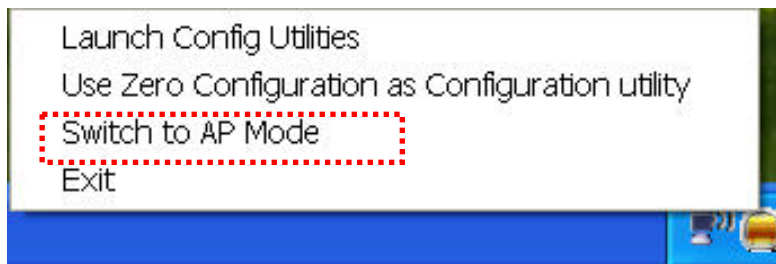 Launch Config Utilities
Use Zero Configuration as Configuration utility
Switch to AP Mode
Exit